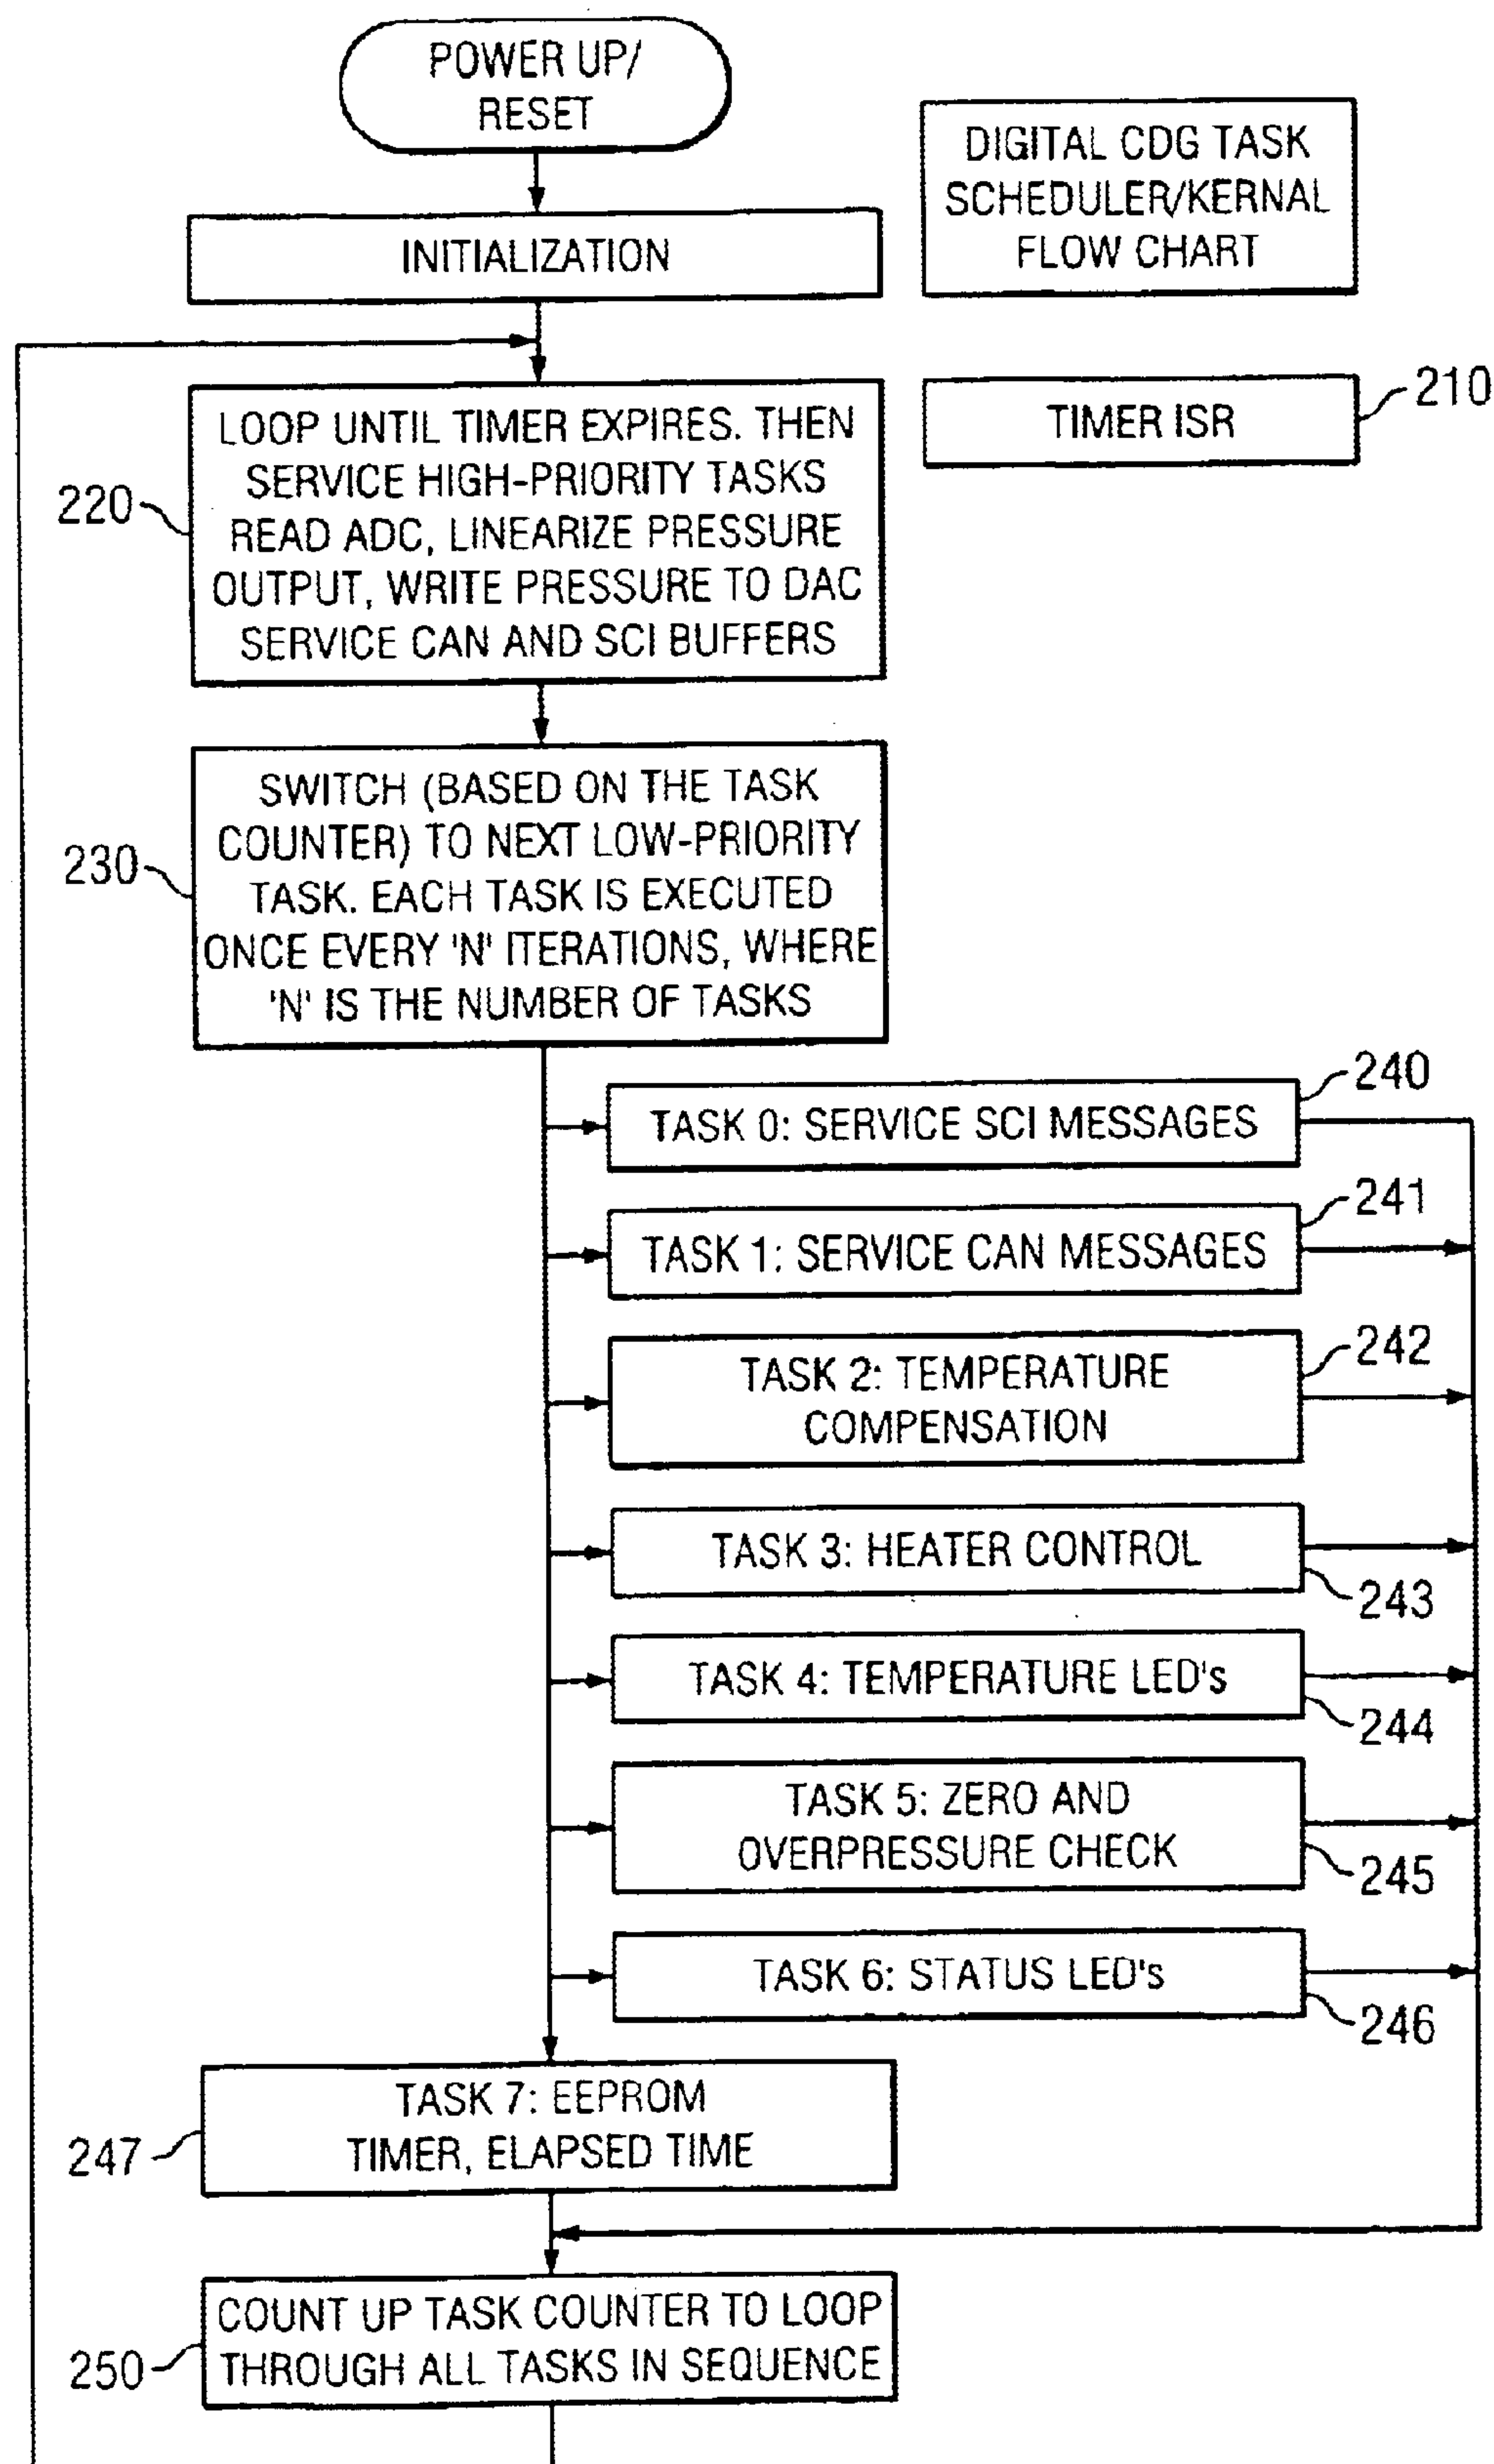 POWER UP/
RESET
DIGITAL CDG TASK
SCHEDULER/KERNAL
FLOW CHART
INITIALIZATION
LOOP UNTIL TIMER EXPIRES. THEN
SERVICE HIGH-PRIORITY TASKS
READ ADC, LINEARIZE PRESSURE
OUTPUT, WRITE PRESSURE TO DAC
SERVICE CAN AND SCI BUFFERS
220
TIMER ISR
210
SWITCH (BASED ON THE TASK
COUNTER) TO NEXT LOW-PRIORITY
TASK. EACH TASK IS EXECUTED
ONCE EVERY 'N' ITERATIONS, WHERE
'N' IS THE NUMBER OF TASKS
230
240
TASK 0: SERVICE SCI MESSAGES
241
TASK 1: SERVICE CAN MESSAGES
242
TASK 2: TEMPERATURE
COMPENSATION
TASK 3: HEATER CONTROL
243
TASK 4: TEMPERATURE LED's
244
TASK 5: ZERO AND
OVERPRESSURE CHECK
245
TASK 6: STATUS LED's
246
TASK 7: EEPROM
TIMER, ELAPSED TIME
247
COUNT UP TASK COUNTER TO LOOP
THROUGH ALL TASKS IN SEQUENCE
250